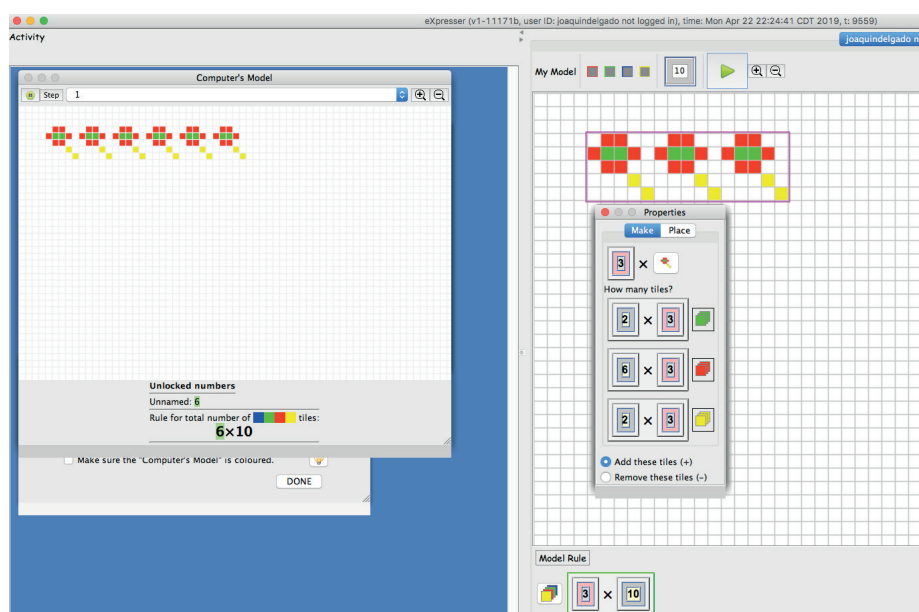 eXpresser (v1-11171b, user ID: joaquindelgado not logged in), time: Mon Apr 22 22:24:41 CDT 2019, t: 9559)
Activity
joaquindelgado n
Computer's Model
Step 1
My Model 10
Properties
Make Place
3 ×
How many tiles?
2 × 3
6 × 3
2 × 3
Add these tiles (+)
Remove these tiles (-)
Unlocked numbers
Unnamed: 6
Rule for total number of tiles:
6×10
Make sure the "Computer's Model" is coloured.
DONE
Model Rule
3 × 10